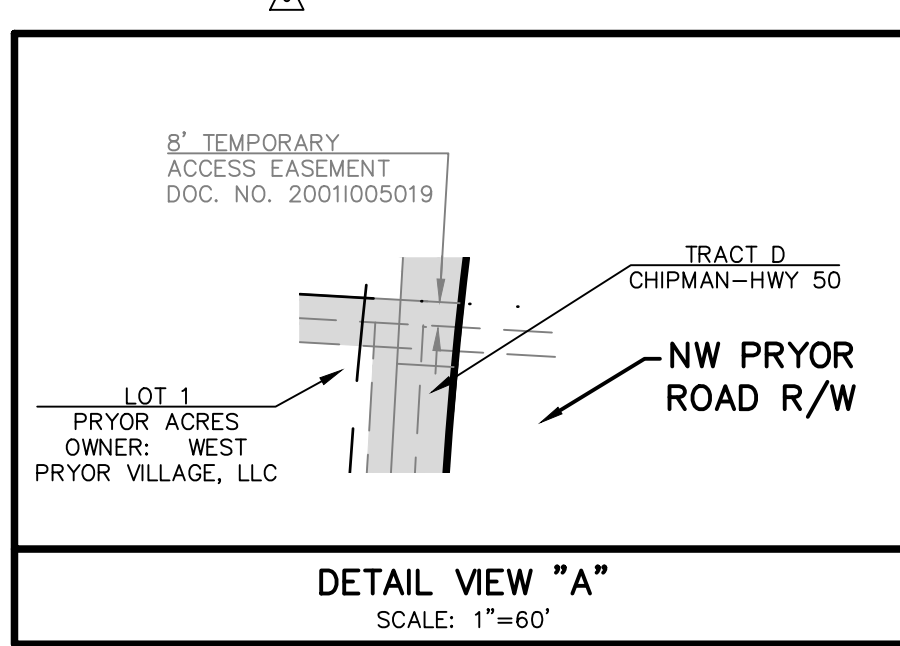 8' TEMPORARY
ACCESS EASEMENT
DOC. NO. 2001I005019
TRACT D
CHIPMAN-HWY 50
NW PRYOR
ROAD R/W
LOT 1
PRYOR ACRES
OWNER: WEST
PRYOR VILLAGE, LLC
DETAIL VIEW "A"
SCALE: 1"=60'